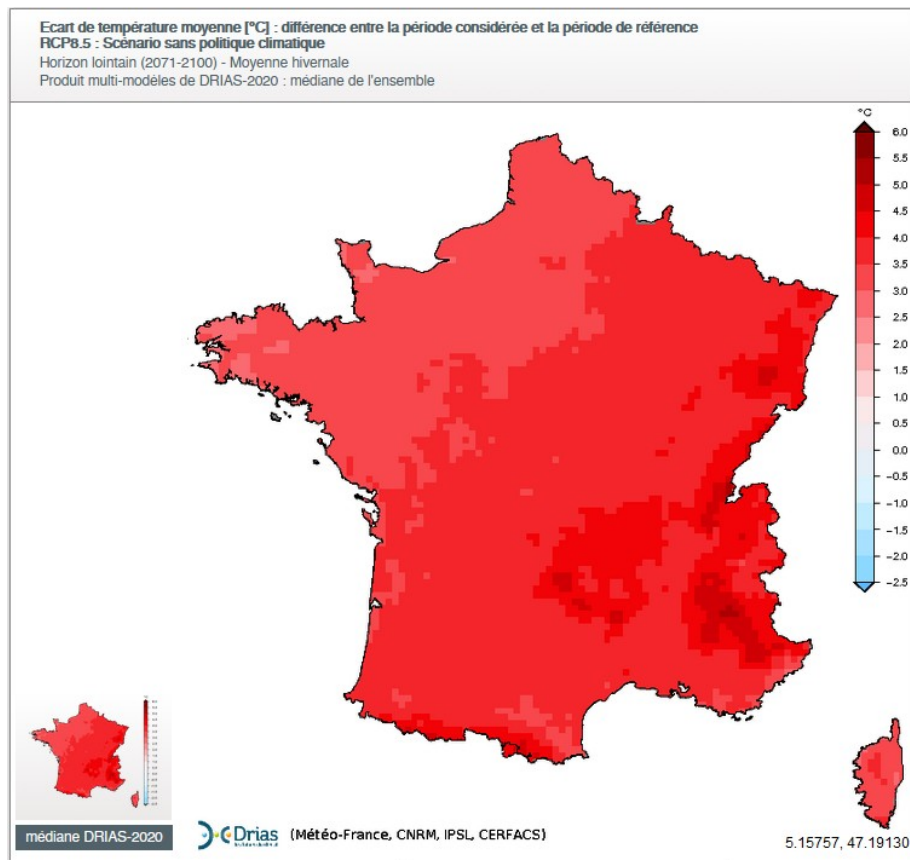 Ecart de température moyenne [°C] : différence entre la période considérée et la période de référence
RCP8.5 : Scénario sans politique climatique
Horizon lointain (2071-2100) - Moyenne hivernale
Produit multi-modèles de DRIAS-2020 : médiane de l'ensemble
°C
6.0
5.5
5.0
4.5
4.0
3.5
3.0
2.5
2.0
1.5
1.0
0.5
0.0
−0.5
−1.0
−1.5
−2.0
−2.5
médiane DRIAS-2020
Drias
(Météo-France, CNRM, IPSL, CERFACS)
5.15757, 47.19130